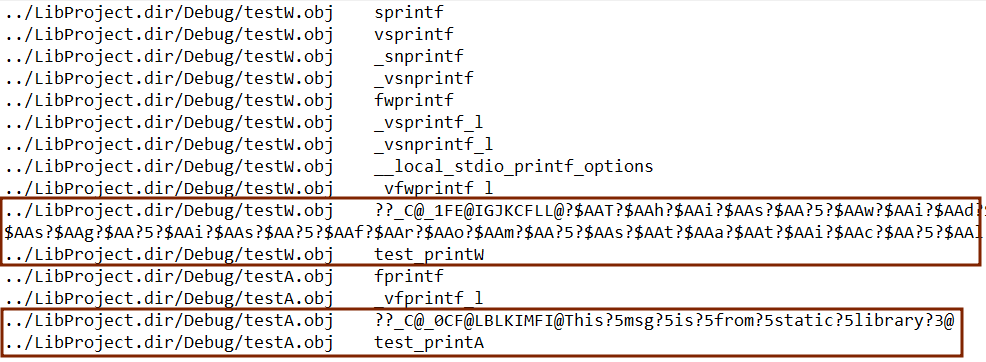 ../LibProject.dir/Debug/testW.obj    sprintf
../LibProject.dir/Debug/testW.obj    vsprintf
../LibProject.dir/Debug/testW.obj    _snprintf
../LibProject.dir/Debug/testW.obj    _vsnprintf
../LibProject.dir/Debug/testW.obj    fwprintf
../LibProject.dir/Debug/testW.obj    _vsprintf_l
../LibProject.dir/Debug/testW.obj    _vsnprintf_l
../LibProject.dir/Debug/testW.obj    __local_stdio_printf_options
../LibProject.dir/Debug/testW.obj    _vfwprintf_l
../LibProject.dir/Debug/testW.obj    ??_C@_1FE@IGJKCFLL@?$AAT?$AAh?$AAi?$AAs?$AA?5?$AAw?$AAi?$AAd?
$AAs?$AAg?$AA?5?$AAi?$AAs?$AA?5?$AAf?$AAr?$AAo?$AAm?$AA?5?$AAs?$AAt?$AAa?$AAt?$AAi?$AAc?$AA?5?$AAl
../LibProject.dir/Debug/testW.obj    test_printW
../LibProject.dir/Debug/testA.obj    fprintf
../LibProject.dir/Debug/testA.obj    _vfprintf_l
../LibProject.dir/Debug/testA.obj    ??_C@_0CF@LBLKIMFI@This?5msg?5is?5from?5static?5library?3@
../LibProject.dir/Debug/testA.obj    test_printA